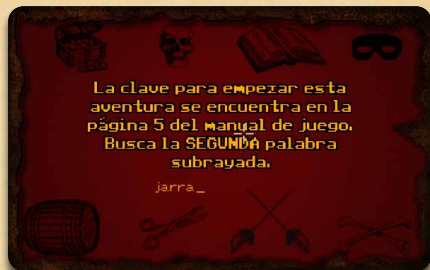 La clave para empezar esta
aventura se encuentra en la
página 5 del manual de juego.
Busca la SEGUNDA palabra
subrayada.
jarra_